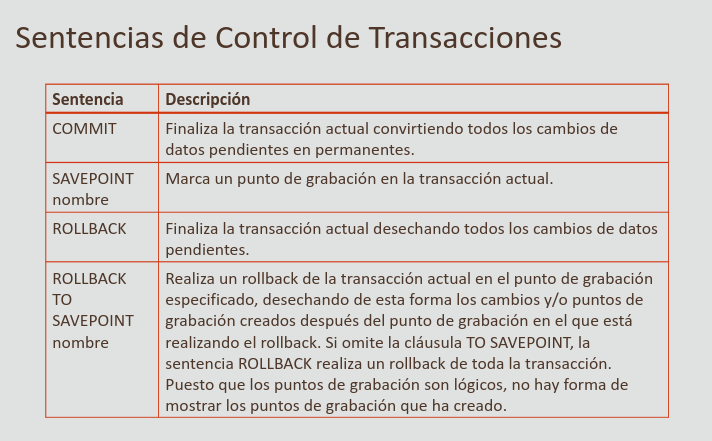 Sentencias de Control de Transacciones
Sentencia Descripción
COMMIT Finaliza la transacción actual convirtiendo todos los cambios de
datos pendientes en permanentes.
SAVEPOINT Marca un punto de grabación en la transacción actual.
nombre
ROLLBACK Finaliza la transacción actual desechando todos los cambios de datos
pendientes.
ROLLBACK Realiza un rollback de la transacción actual en el punto de grabación
TO especificado, desechando de esta forma los cambios y/o puntos de
SAVEPOINT grabación creados después del punto de grabación en el que está
nombre realizando el rollback. Si omite la cláusula TO SAVEPOINT, la
sentencia ROLLBACK realiza un rollback de toda la transacción.
Puesto que los puntos de grabación son lógicos, no hay forma de
mostrar los puntos de grabación que ha creado.